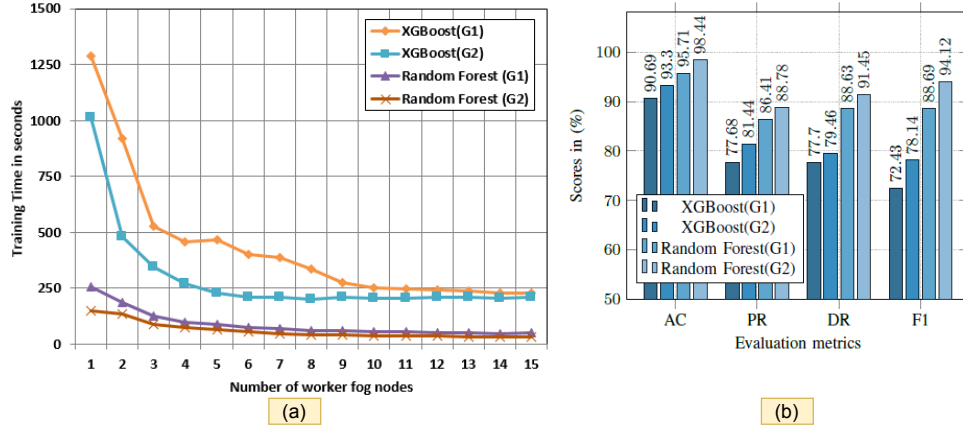 Training Time in seconds
1500
1250
1000
750
500
250
0
XGBoost(G1)
XGBoost(G2)
Random Forest (G1)
Random Forest (G2)
1 2 3 4 5 6 7 8 9 10 11 12 13 14 15
Number of worker fog nodes
(a)
Scores in (%)
100
90
80
70
60
50
90.69
93.3
95.71
98.44
77.68
81.44
86.41
88.78
77.7
79.46
88.63
91.45
72.43
78.14
88.69
94.12
XGBoost(G1)
XGBoost(G2)
Random Forest(G1)
Random Forest(G2)
AC PR DR F1
Evaluation metrics
(b)